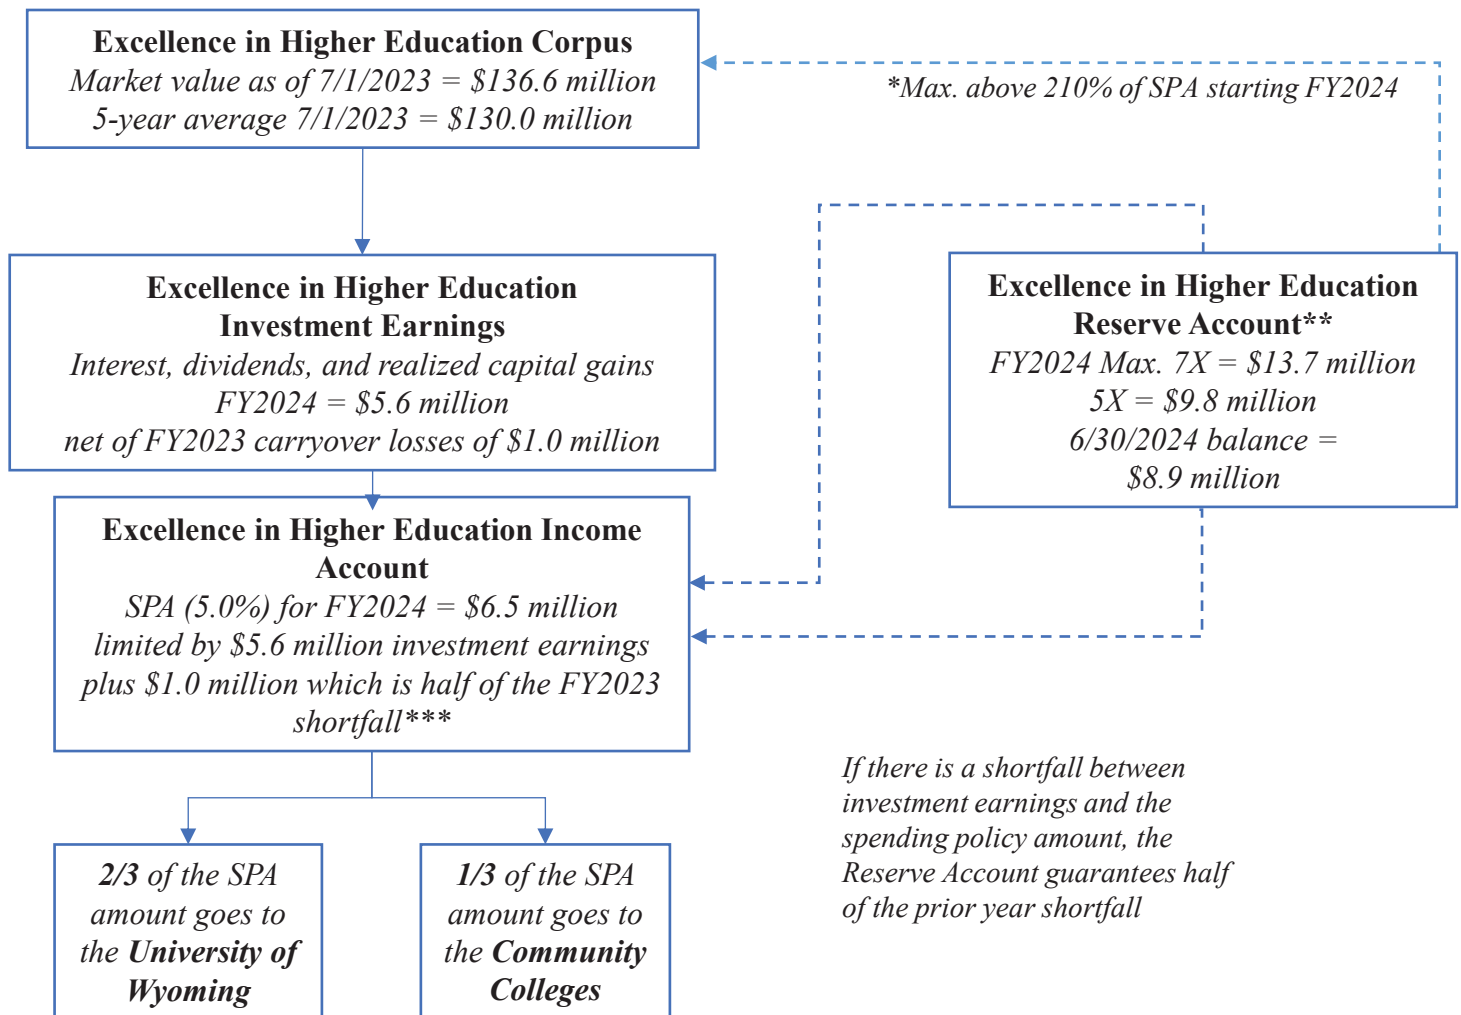 Excellence in Higher Education Corpus
Market value as of 7/1/2023 = $136.6 million
5-year average 7/1/2023 = $130.0 million
*Max. above 210% of SPA starting FY2024
Excellence in Higher Education
Investment Earnings
Interest, dividends, and realized capital gains
FY2024 = $5.6 million
net of FY2023 carryover losses of $1.0 million
Excellence in Higher Education
Reserve Account**
FY2024 Max. 7X = $13.7 million
5X = $9.8 million
6/30/2024 balance =
$8.9 million
Excellence in Higher Education Income
Account
SPA (5.0%) for FY2024 = $6.5 million
limited by $5.6 million investment earnings
plus $1.0 million which is half of the FY2023
shortfall***
If there is a shortfall between
investment earnings and the
spending policy amount, the
Reserve Account guarantees half
of the prior year shortfall
2/3 of the SPA
amount goes to
the University of
Wyoming
1/3 of the SPA
amount goes to
the Community
Colleges